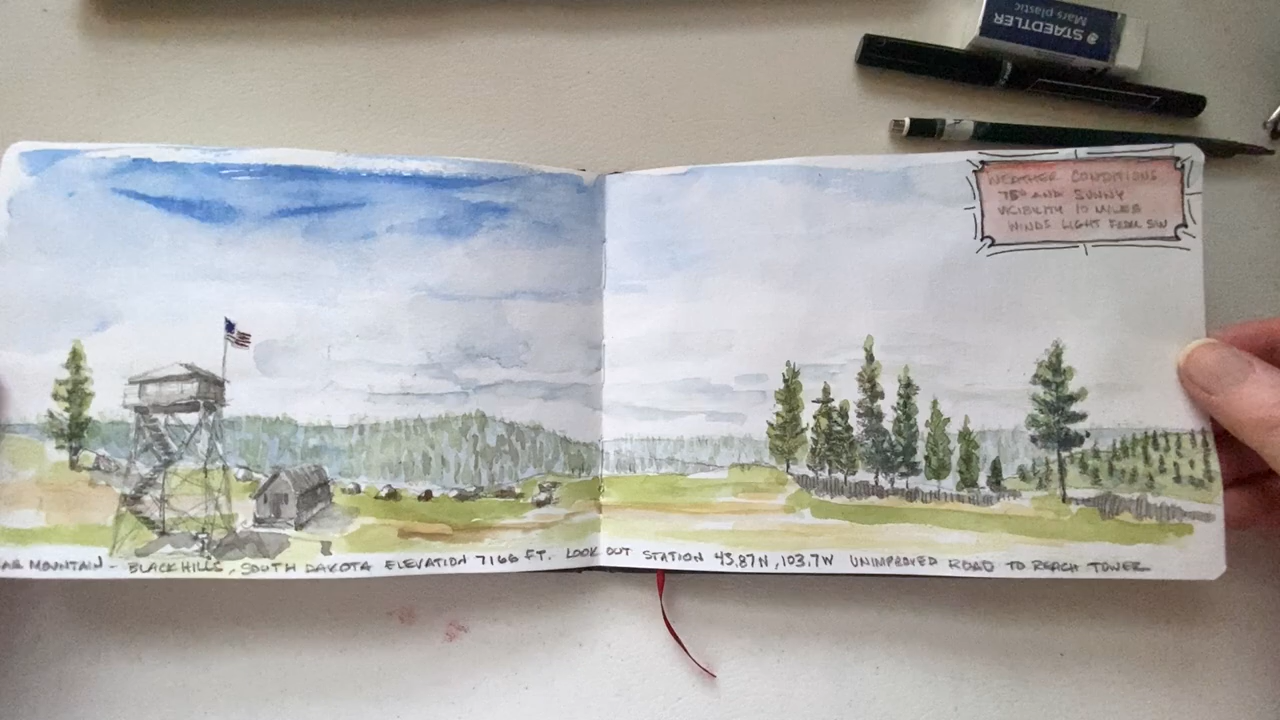 STAEDTLER
Mars plastic
WEATHER CONDITIONS
75° AND SUNNY
VISIBILITY 10 MILES
WINDS LIGHT FROM SW
MOUNTAIN - BLACK HILLS, SOUTH DAKOTA ELEVATION 7166 FT. LOOK OUT STATION 43.87N, 103.7W UNIMPROVED ROAD TO REACH TOWER